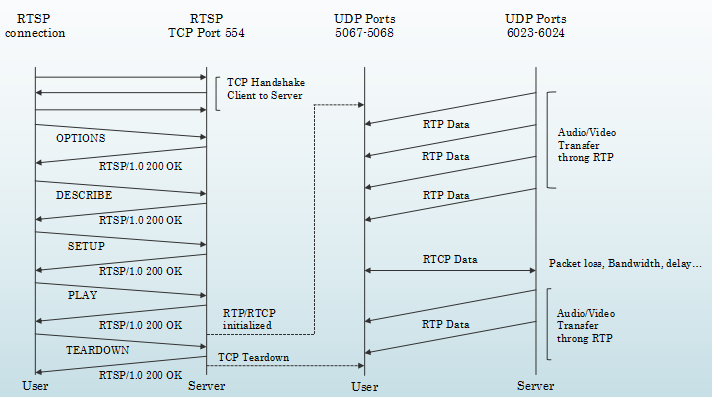 RTSP
connection
RTSP
TCP Port 554
UDP Ports
5067-5068
UDP Ports
6023-6024
TCP Handshake
Client to Server
OPTIONS
RTSP/1.0 200 OK
DESCRIBE
RTSP/1.0 200 OK
SETUP
RTSP/1.0 200 OK
PLAY
RTSP/1.0 200 OK
TEARDOWN
RTSP/1.0 200 OK
RTP/RTCP
initialized
TCP Teardown
RTP Data
RTP Data
RTP Data
Audio/Video
Transfer
throng RTP
RTCP Data
Packet loss, Bandwidth, delay...
RTP Data
Audio/Video
Transfer
throng RTP
User
Server
User
Server